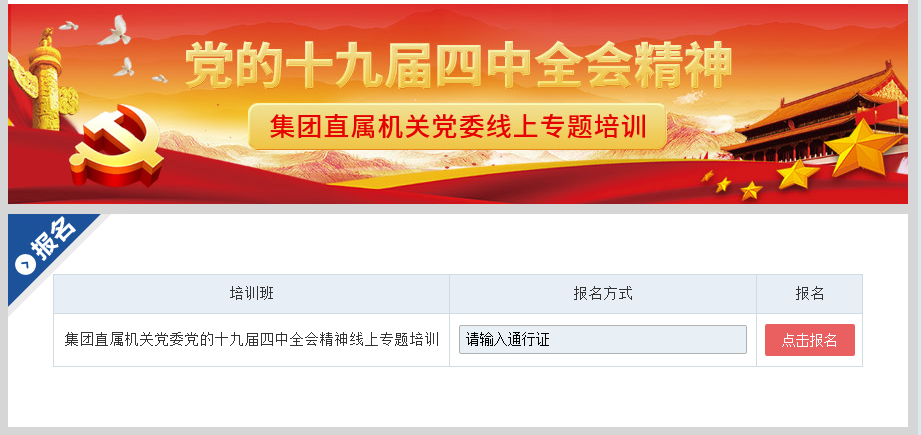 党的十九届四中全会精神
集团直属机关党委线上专题培训
报名
培训班 报名方式 报名
集团直属机关党委党的十九届四中全会精神线上专题培训 请输入通行证 点击报名